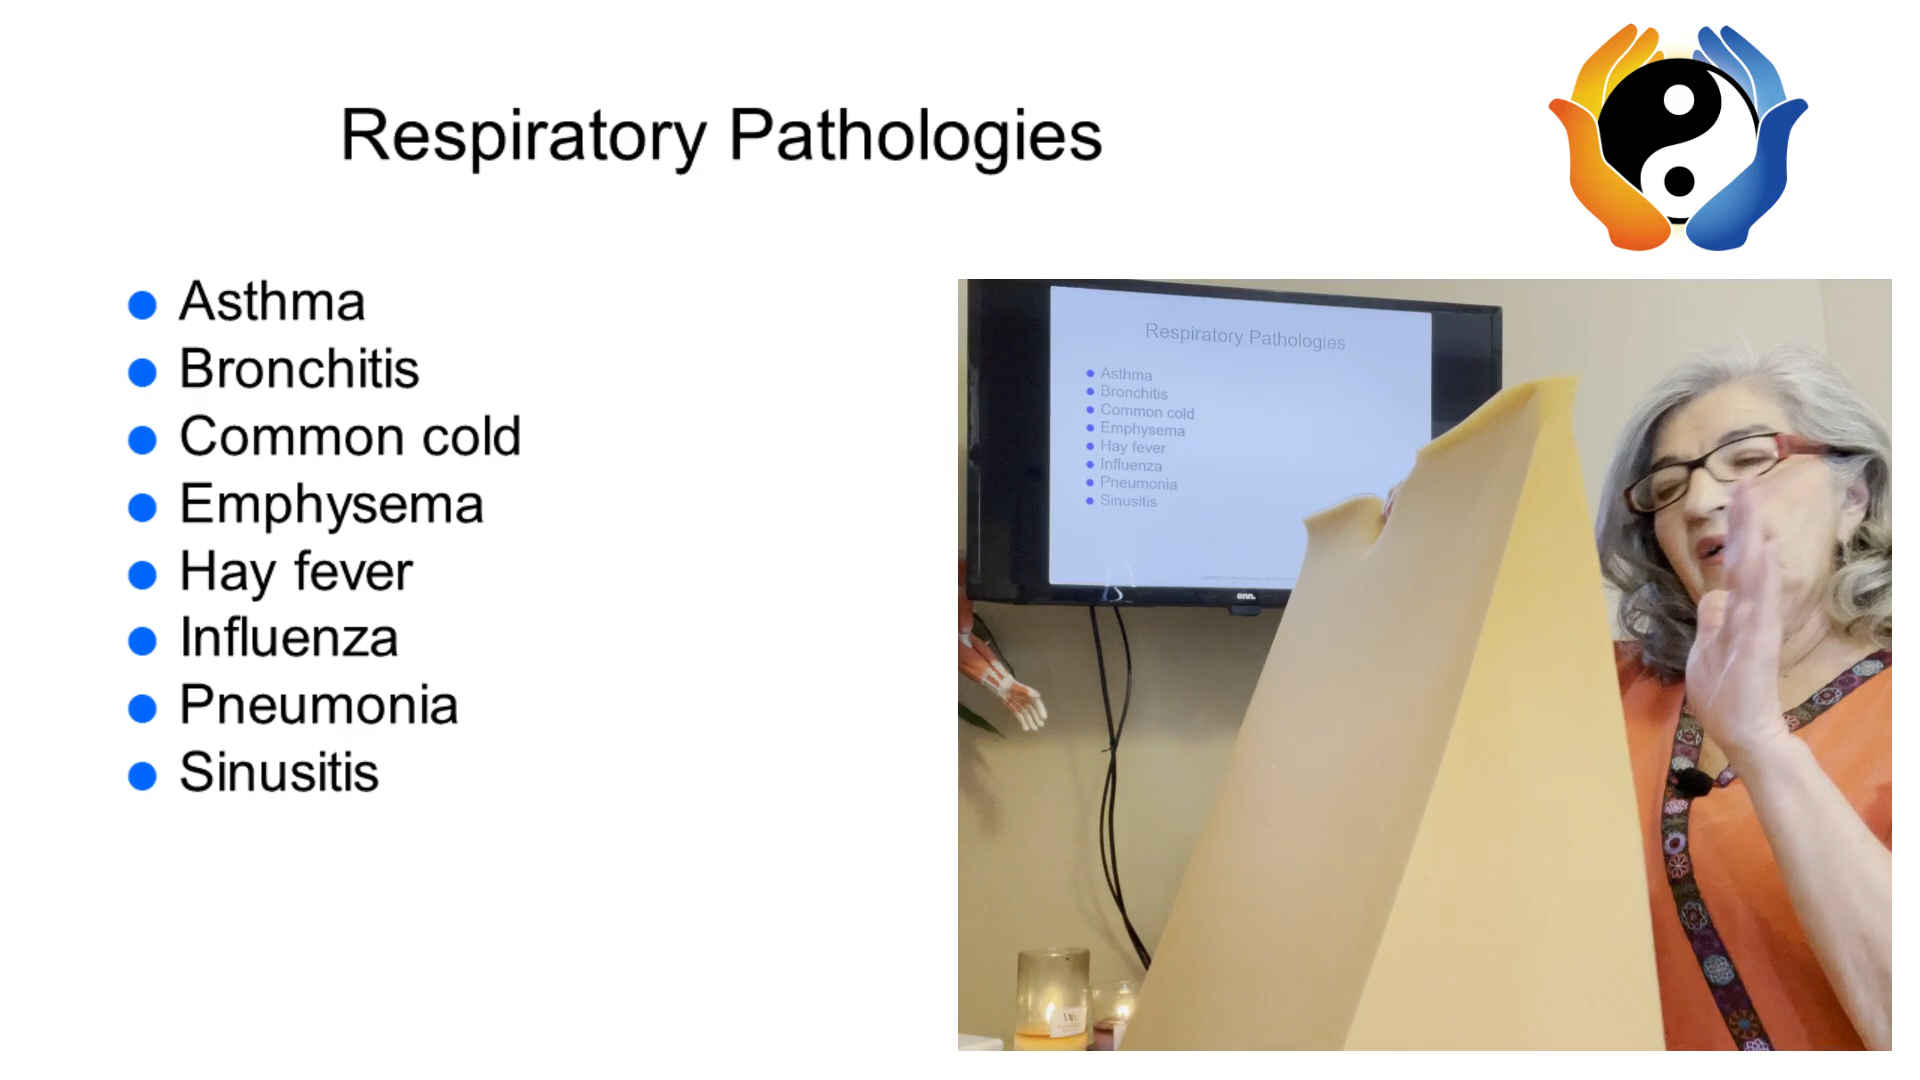 Respiratory Pathologies
Asthma
Bronchitis
Common cold
Emphysema
Hay fever
Influenza
Pneumonia
Sinusitis
Respiratory Pathologies
Asthma
Bronchitis
Common cold
Emphysema
Hay fever
Influenza
Pneumonia
Sinusitis
onn.